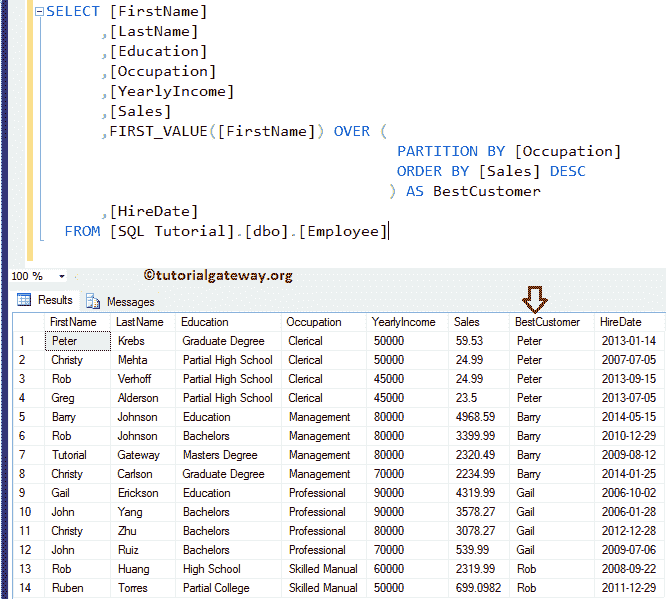 SELECT [FirstName]
,[LastName]
,[Education]
,[Occupation]
,[YearlyIncome]
,[Sales]
,FIRST_VALUE([FirstName]) OVER (
PARTITION BY [Occupation]
ORDER BY [Sales] DESC
) AS BestCustomer
,[HireDate]
FROM [SQL Tutorial].[dbo].[Employee]
100 %
©tutorialgateway.org
Results Messages
FirstName LastName Education Occupation YearlyIncome Sales BestCustomer HireDate
1 Peter Krebs Graduate Degree Clerical 50000 59.53 Peter 2013-01-14
2 Christy Mehta Partial High School Clerical 50000 24.99 Peter 2007-07-05
3 Rob Verhoff Partial High School Clerical 45000 24.99 Peter 2013-09-15
4 Greg Alderson Partial High School Clerical 45000 23.5 Peter 2013-07-05
5 Barry Johnson Education Management 80000 4968.59 Barry 2014-05-15
6 Rob Johnson Bachelors Management 80000 3399.99 Barry 2010-12-29
7 Tutorial Gateway Masters Degree Management 80000 2320.49 Barry 2009-08-12
8 Christy Carlson Graduate Degree Management 70000 2234.99 Barry 2014-01-25
9 Gail Erickson Education Professional 90000 4319.99 Gail 2006-10-02
10 John Yang Bachelors Professional 90000 3578.27 Gail 2006-01-28
11 Christy Zhu Bachelors Professional 80000 3078.27 Gail 2012-12-28
12 John Ruiz Bachelors Professional 70000 539.99 Gail 2009-07-06
13 Rob Huang High School Skilled Manual 60000 2319.99 Rob 2008-09-22
14 Ruben Torres Partial College Skilled Manual 50000 699.0982 Rob 2011-12-29